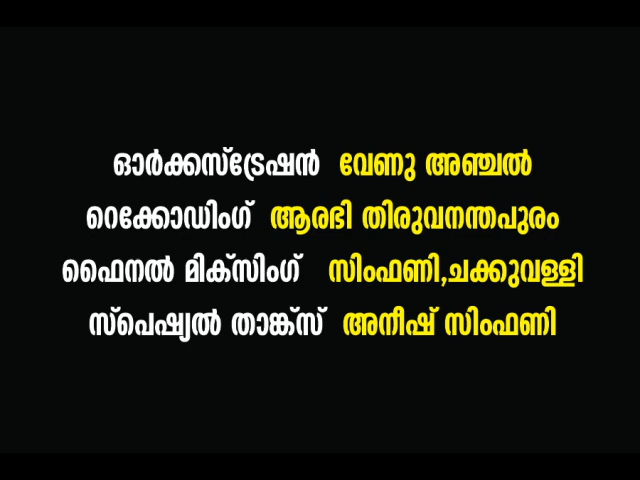 ഓർക്കസ്ട്രേഷൻ വേണു അഞ്ചൽ
റെക്കോഡിംഗ് ആരഭി തിരുവനന്തപുരം
ഫൈനൽ മിക്സിംഗ് സിംഫണി,ചക്കുവള്ളി
സ്പെഷ്യൽ താങ്ക്സ് അനീഷ് സിംഫണി